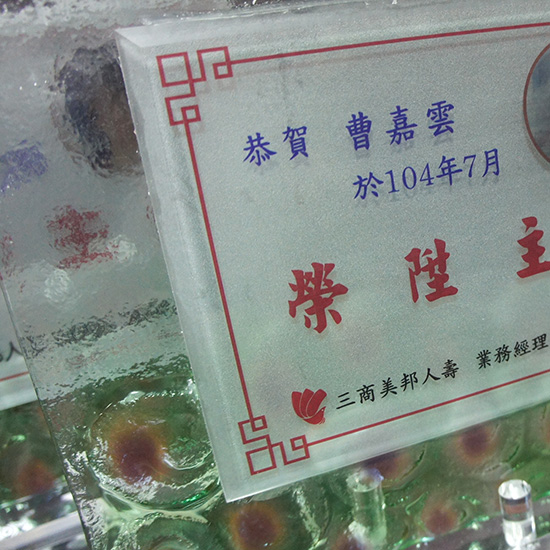 恭賀 曹嘉雲
於104年7月
榮陞主
三商美邦人壽 業務經理